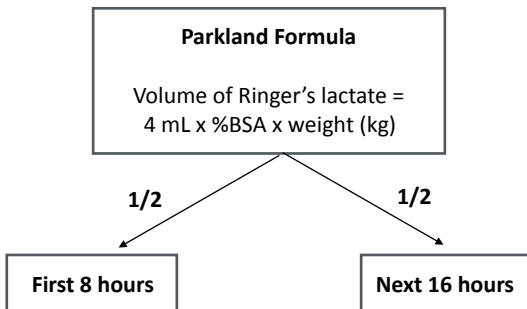 Parkland Formula
Volume of Ringer’s lactate =
4 mL x %BSA x weight (kg)
1/2
1/2
First 8 hours
Next 16 hours